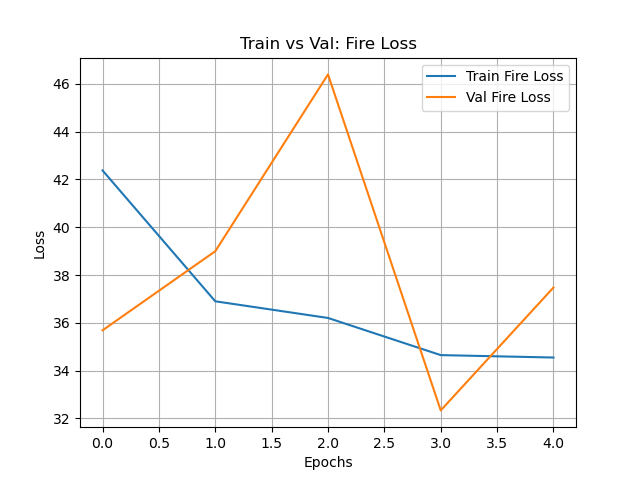 Train vs Val: Fire Loss
Train Fire Loss
Val Fire Loss
46
44
42
40
38
36
34
32
Loss
0.0 0.5 1.0 1.5 2.0 2.5 3.0 3.5 4.0
Epochs